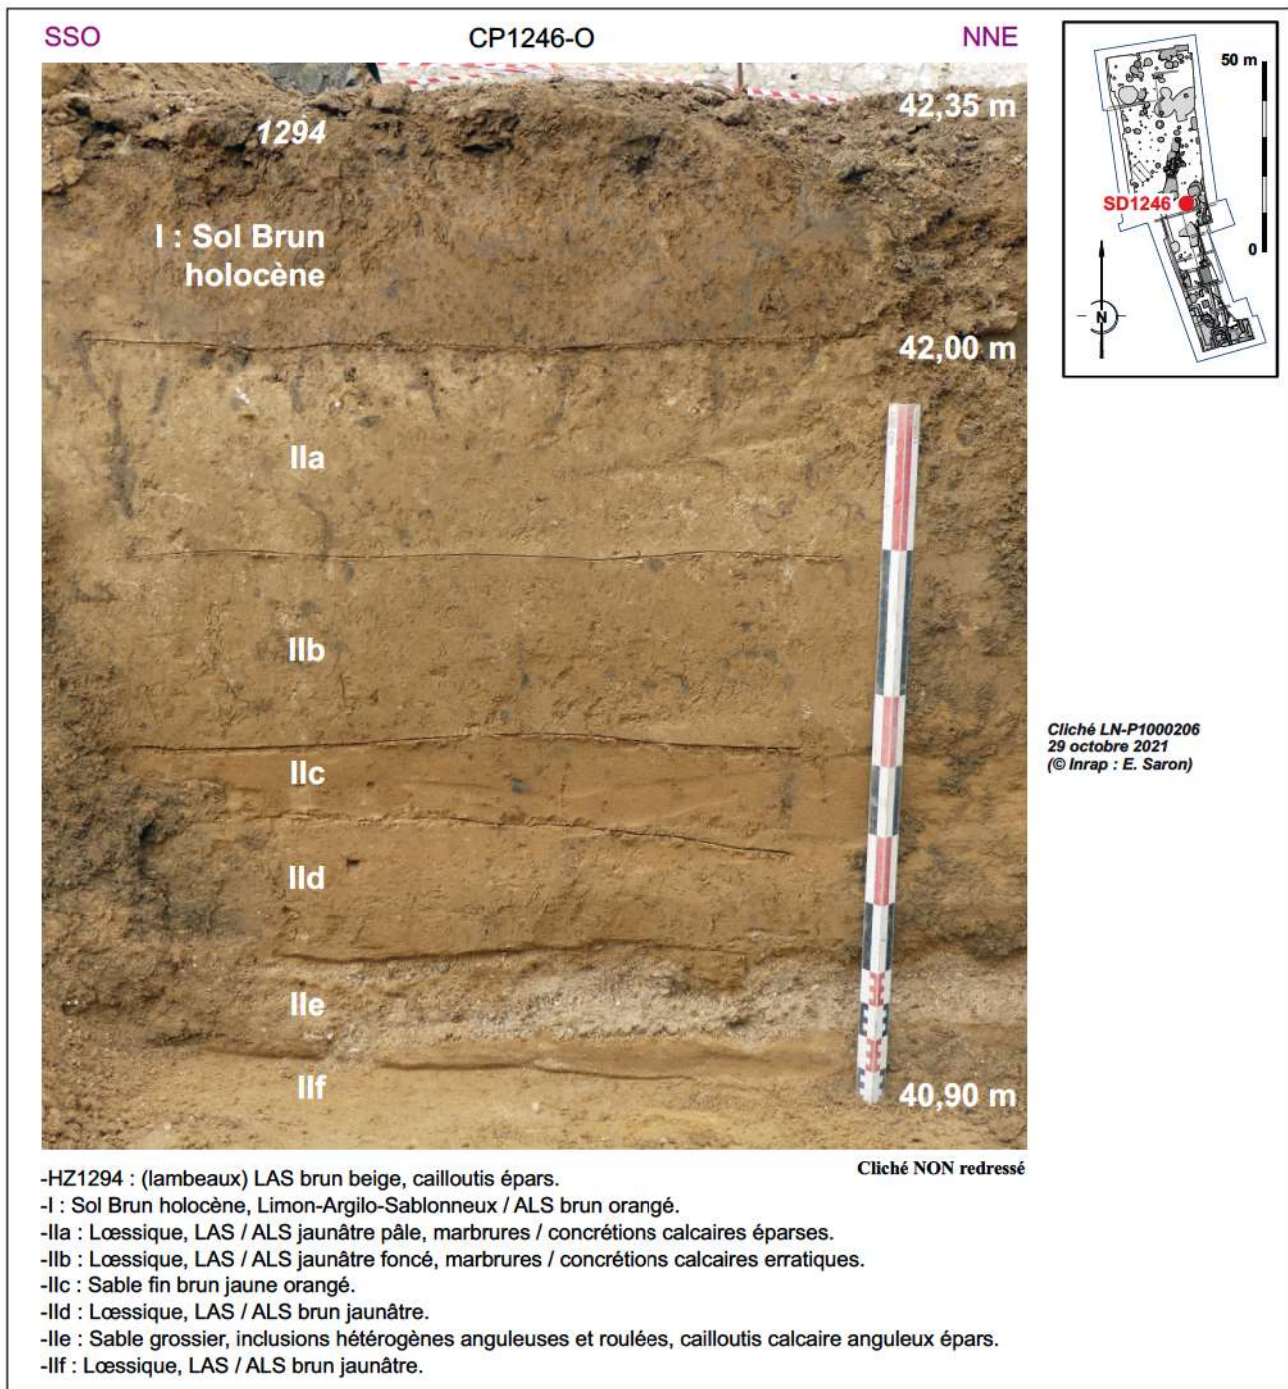 SSO
CP1246-O
NNE
42,35 m
1294
I : Sol Brun
holocène
42,00 m
IIa
IIb
IIc
IId
IIe
IIf
40,90 m
50 m
SD1246
0
N
Cliché LN-P1000206
29 octobre 2021
(© Inrap : E. Saron)
Cliché NON redressé
-HZ1294 : (lambeaux) LAS brun beige, cailloutis épars.
-I : Sol Brun holocène, Limon-Argilo-Sablonneux / ALS brun orangé.
-IIa : Lœssique, LAS / ALS jaunâtre pâle, marbrures / concrétions calcaires éparses.
-IIb : Lœssique, LAS / ALS jaunâtre foncé, marbrures / concrétions calcaires erratiques.
-IIc : Sable fin brun jaune orangé.
-IId : Lœssique, LAS / ALS brun jaunâtre.
-IIe : Sable grossier, inclusions hétérogènes anguleuses et roulées, cailloutis calcaire anguleux épars.
-IIf : Lœssique, LAS / ALS brun jaunâtre.